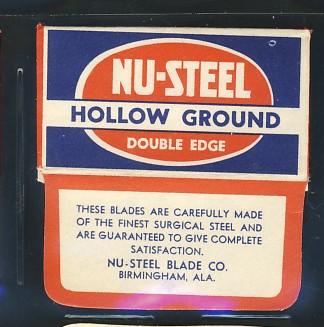 NU-STEEL
HOLLOW GROUND
DOUBLE EDGE
THESE BLADES ARE CAREFULLY MADE
OF THE FINEST SURGICAL STEEL AND
ARE GUARANTEED TO GIVE COMPLETE
SATISFACTION.
NU-STEEL BLADE CO.
BIRMINGHAM, ALA.